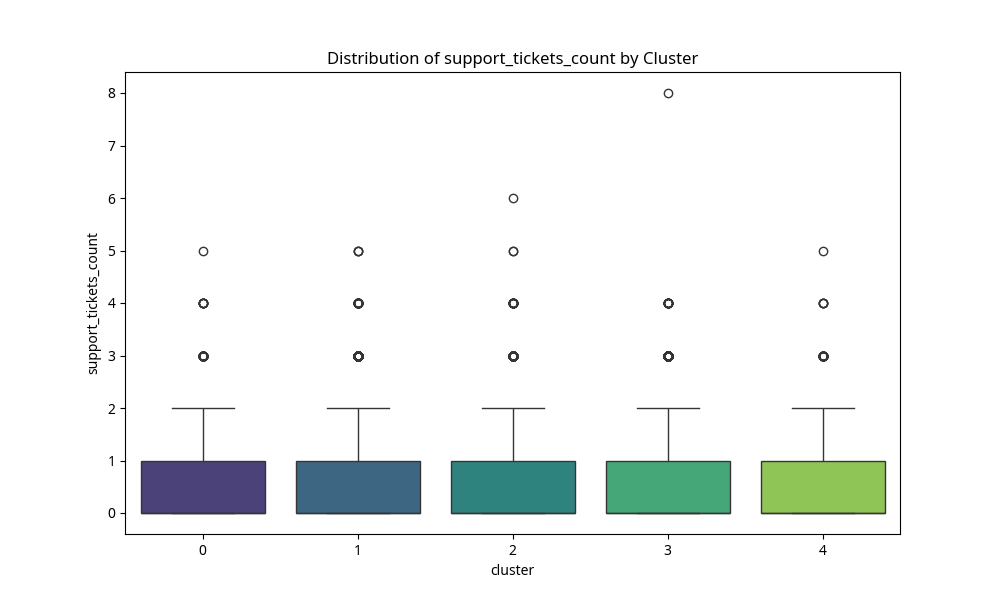 Distribution of support_tickets_count by Cluster
8
7
6
5
4
3
2
1
0
support_tickets_count
0 1 2 3 4
cluster